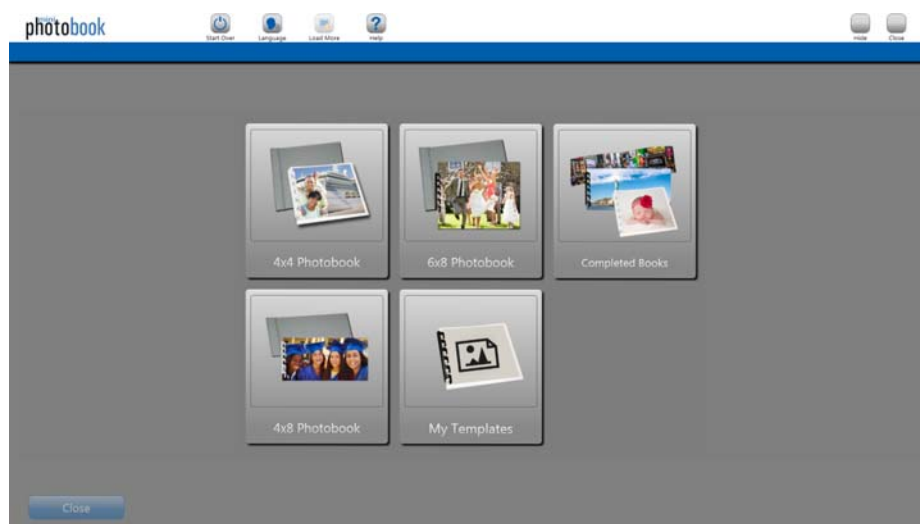 mini
photobook
Start Over
Language
Load More
Help
Hide
Close
4x4 Photobook
6x8 Photobook
Completed Books
4x8 Photobook
My Templates
Close